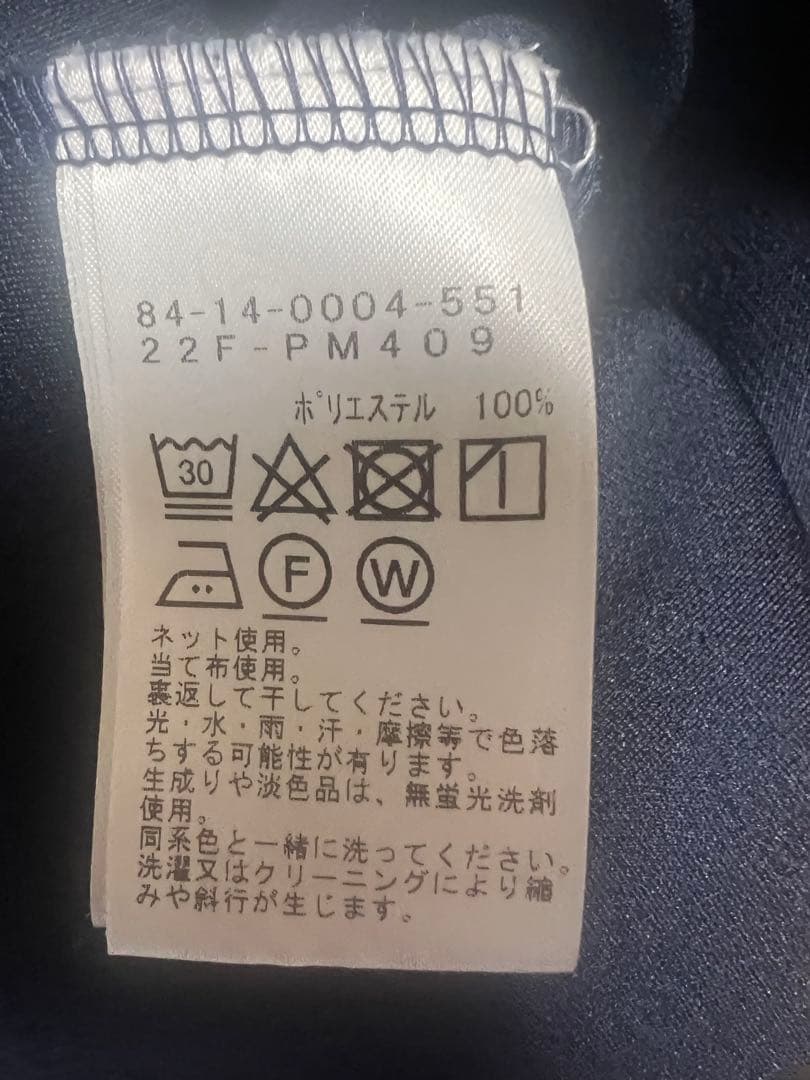 84-14-0004-551
22F-PM409
ポリエステル 100%
30
F W
ネット使用。
当て布使用。
裏返して干してください。
光・水・雨・汗・摩擦等で色落
ちする可能性が有ります。
生成りや淡色品は、無蛍光洗剤
使用。
同系色と一緒に洗ってください。
洗濯又はクリーニングにより縮
みや斜行が生じます。